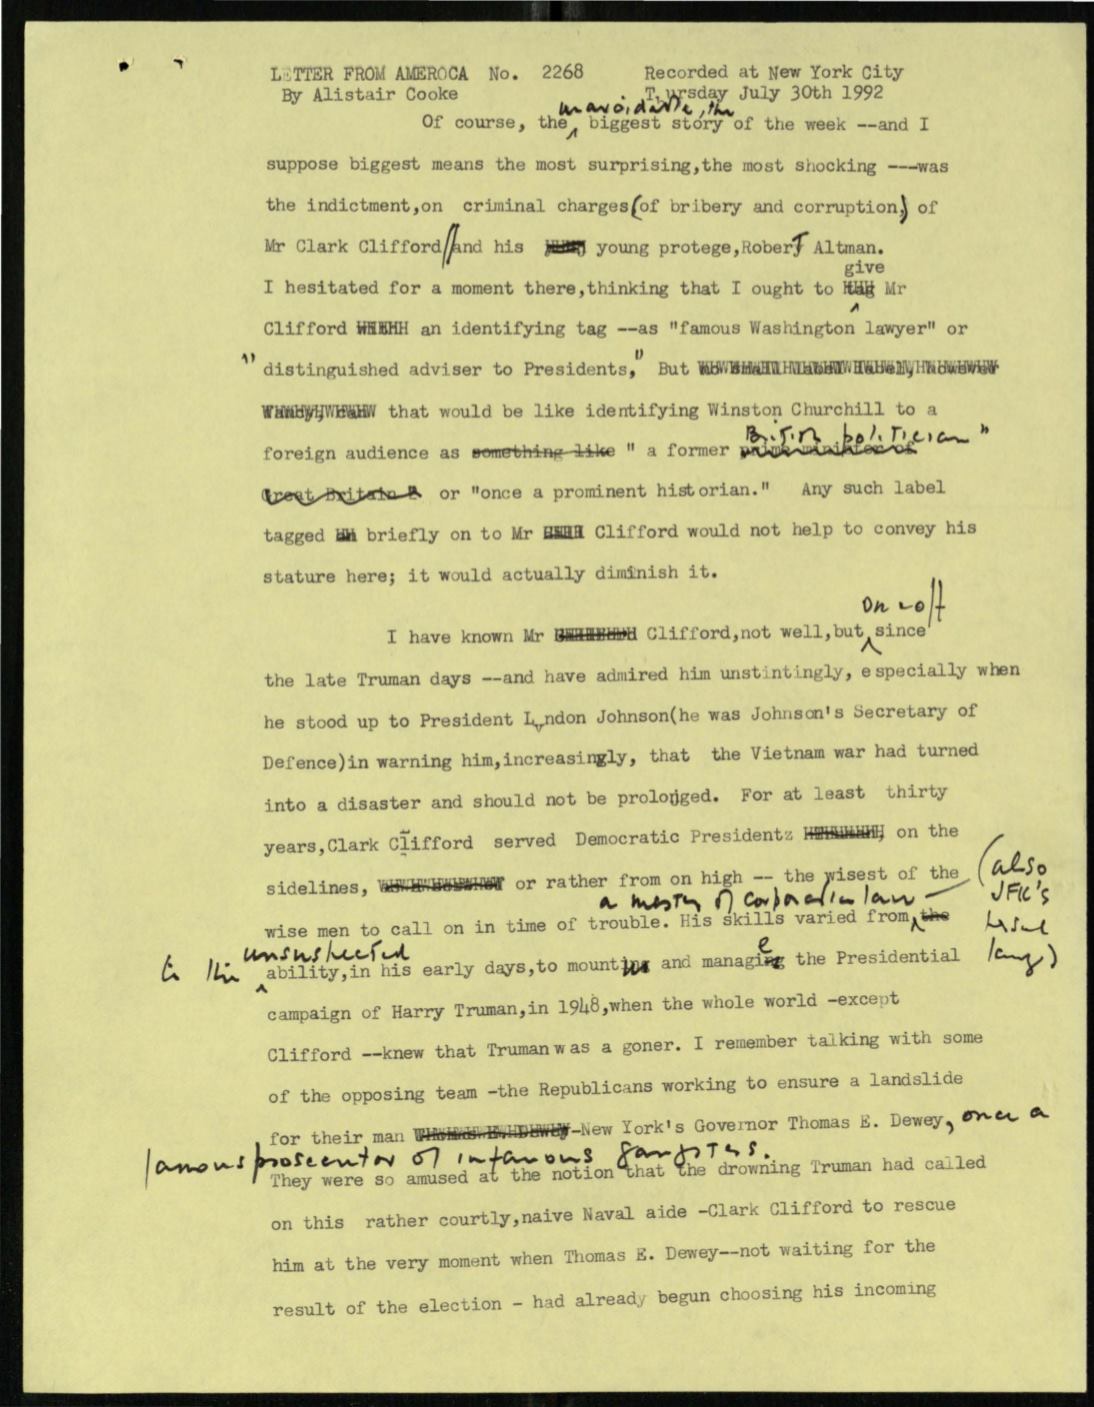 LETTER FROM AMEROCA No. 2268 Recorded at New York City
By Alistair Cooke Thursday July 30th 1992
unavoidable, the
Of course, the biggest story of the week --and I
suppose biggest means the most surprising,the most shocking ---was
the indictment,on criminal charges(of bribery and corruption,) of
Mr Clark Clifford//and his young protege,Robert Altman.
give
I hesitated for a moment there,thinking that I ought to tag Mr
Clifford an identifying tag --as "famous Washington lawyer" or
"distinguished adviser to Presidents," But
that would be like identifying Winston Churchill to a
British politician"
foreign audience as something like " a former prime minister of
Great Britain " or "once a prominent historian." Any such label
tagged briefly on to Mr Clifford would not help to convey his
stature here; it would actually diminish it.
on & off
I have known Mr Clifford,not well,but since
the late Truman days --and have admired him unstintingly, especially when
he stood up to President Lyndon Johnson(he was Johnson's Secretary of
Defence)in warning him,increasingly, that the Vietnam war had turned
into a disaster and should not be prolonged. For at least thirty
years,Clark Clifford served Democratic Presidentz on the
sidelines, or rather from on high -- the wisest of the (also
JFK's
a master of corporation law -
wise men to call on in time of trouble. His skills varied from the
legal
unsuspected
to the ability,in his early days,to mounting and manageing the Presidential
campaign of Harry Truman,in 1948,when the whole world -except
Clifford --knew that Truman was a goner. I remember talking with some
of the opposing team -the Republicans working to ensure a landslide
for their man Thomas E. Dewey-New York's Governor Thomas E. Dewey, once a
famous prosecutor of infamous gangsters.
They were so amused at the notion that the drowning Truman had called
on this rather courtly,naive Naval aide -Clark Clifford to rescue
him at the very moment when Thomas E. Dewey--not waiting for the
result of the election - had already begun choosing his incoming